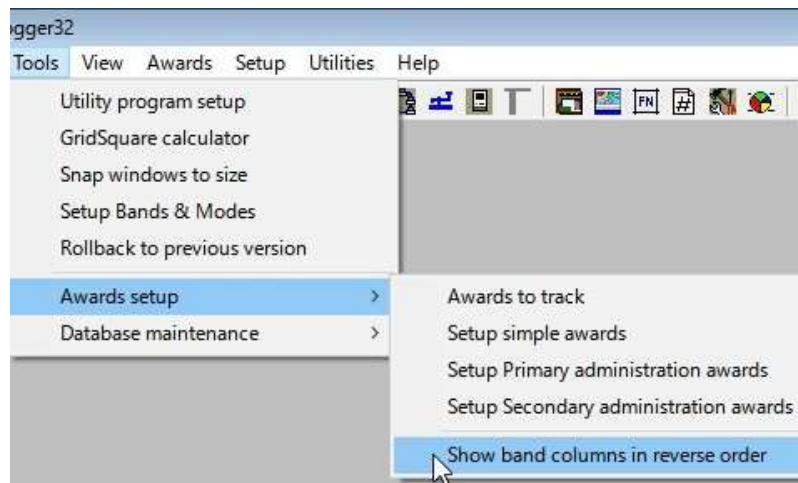 ogger32
Tools View Awards Setup Utilities Help
FN #
Utility program setup
GridSquare calculator
Snap windows to size
Setup Bands & Modes
Rollback to previous version
Awards setup >
Database maintenance >
Awards to track
Setup simple awards
Setup Primary administration awards
Setup Secondary administration awards
Show band columns in reverse order